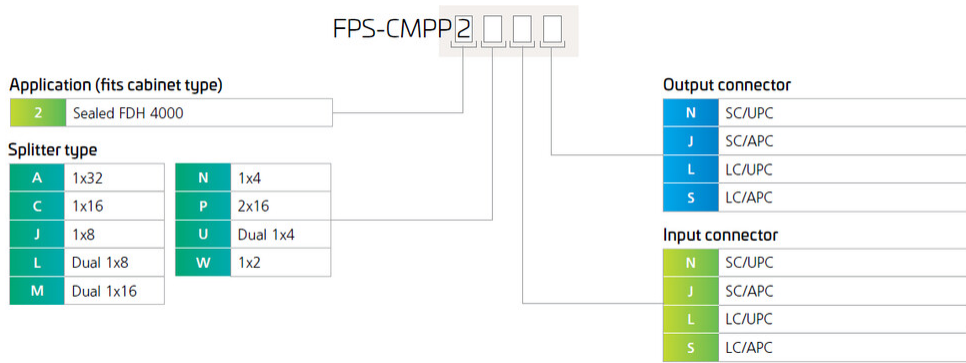 FPS-CMPP2
Application (fits cabinet type)
2 Sealed FDH 4000
Splitter type
A 1x32
C 1x16
J 1x8
L Dual 1x8
M Dual 1x16
N 1x4
P 2x16
U Dual 1x4
W 1x2
Output connector
N SC/UPC
J SC/APC
L LC/UPC
S LC/APC
Input connector
N SC/UPC
J SC/APC
L LC/UPC
S LC/APC